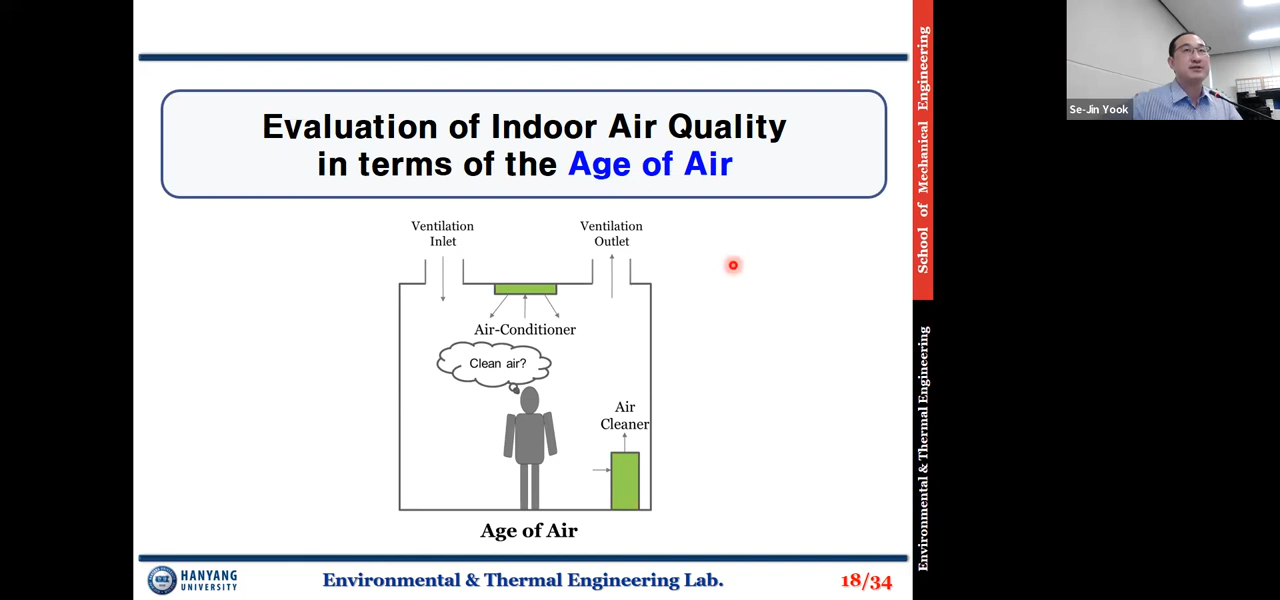 Evaluation of Indoor Air Quality
in terms of the Age of Air
Ventilation
Inlet
Ventilation
Outlet
Air-Conditioner
Clean air?
Air
Cleaner
Age of Air
HANYANG
UNIVERSITY
Environmental & Thermal Engineering Lab.
18/34
School of Mechanical Engineering
Environmental & Thermal Engineering
Se-Jin Yook